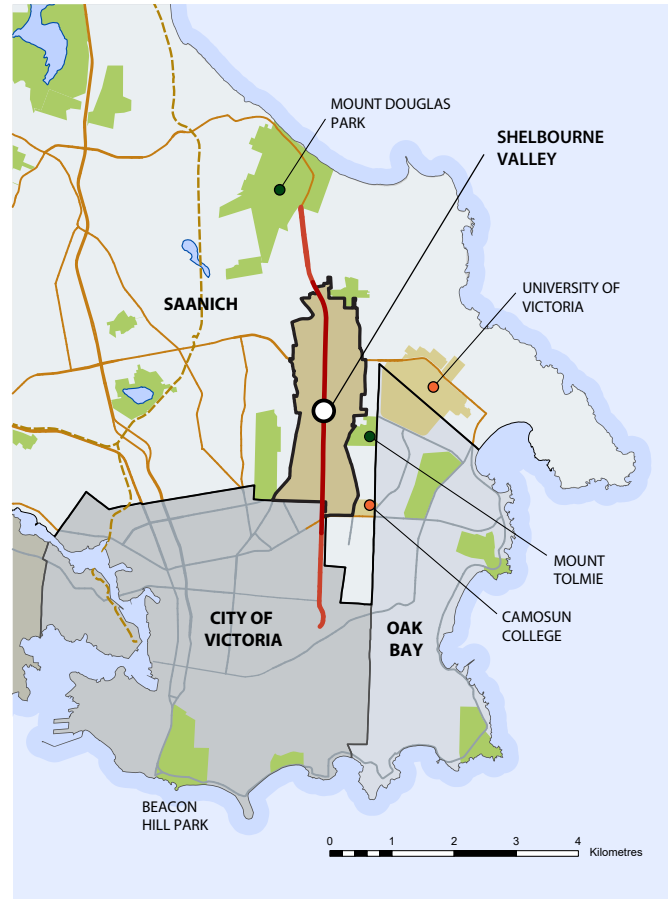 MOUNT DOUGLAS
PARK
SHELBOURNE
VALLEY
UNIVERSITY OF
VICTORIA
SAANICH
MOUNT
TOLMIE
CAMOSUN
COLLEGE
CITY OF
VICTORIA
OAK
BAY
BEACON
HILL PARK
0 1 2 3 4
Kilometres